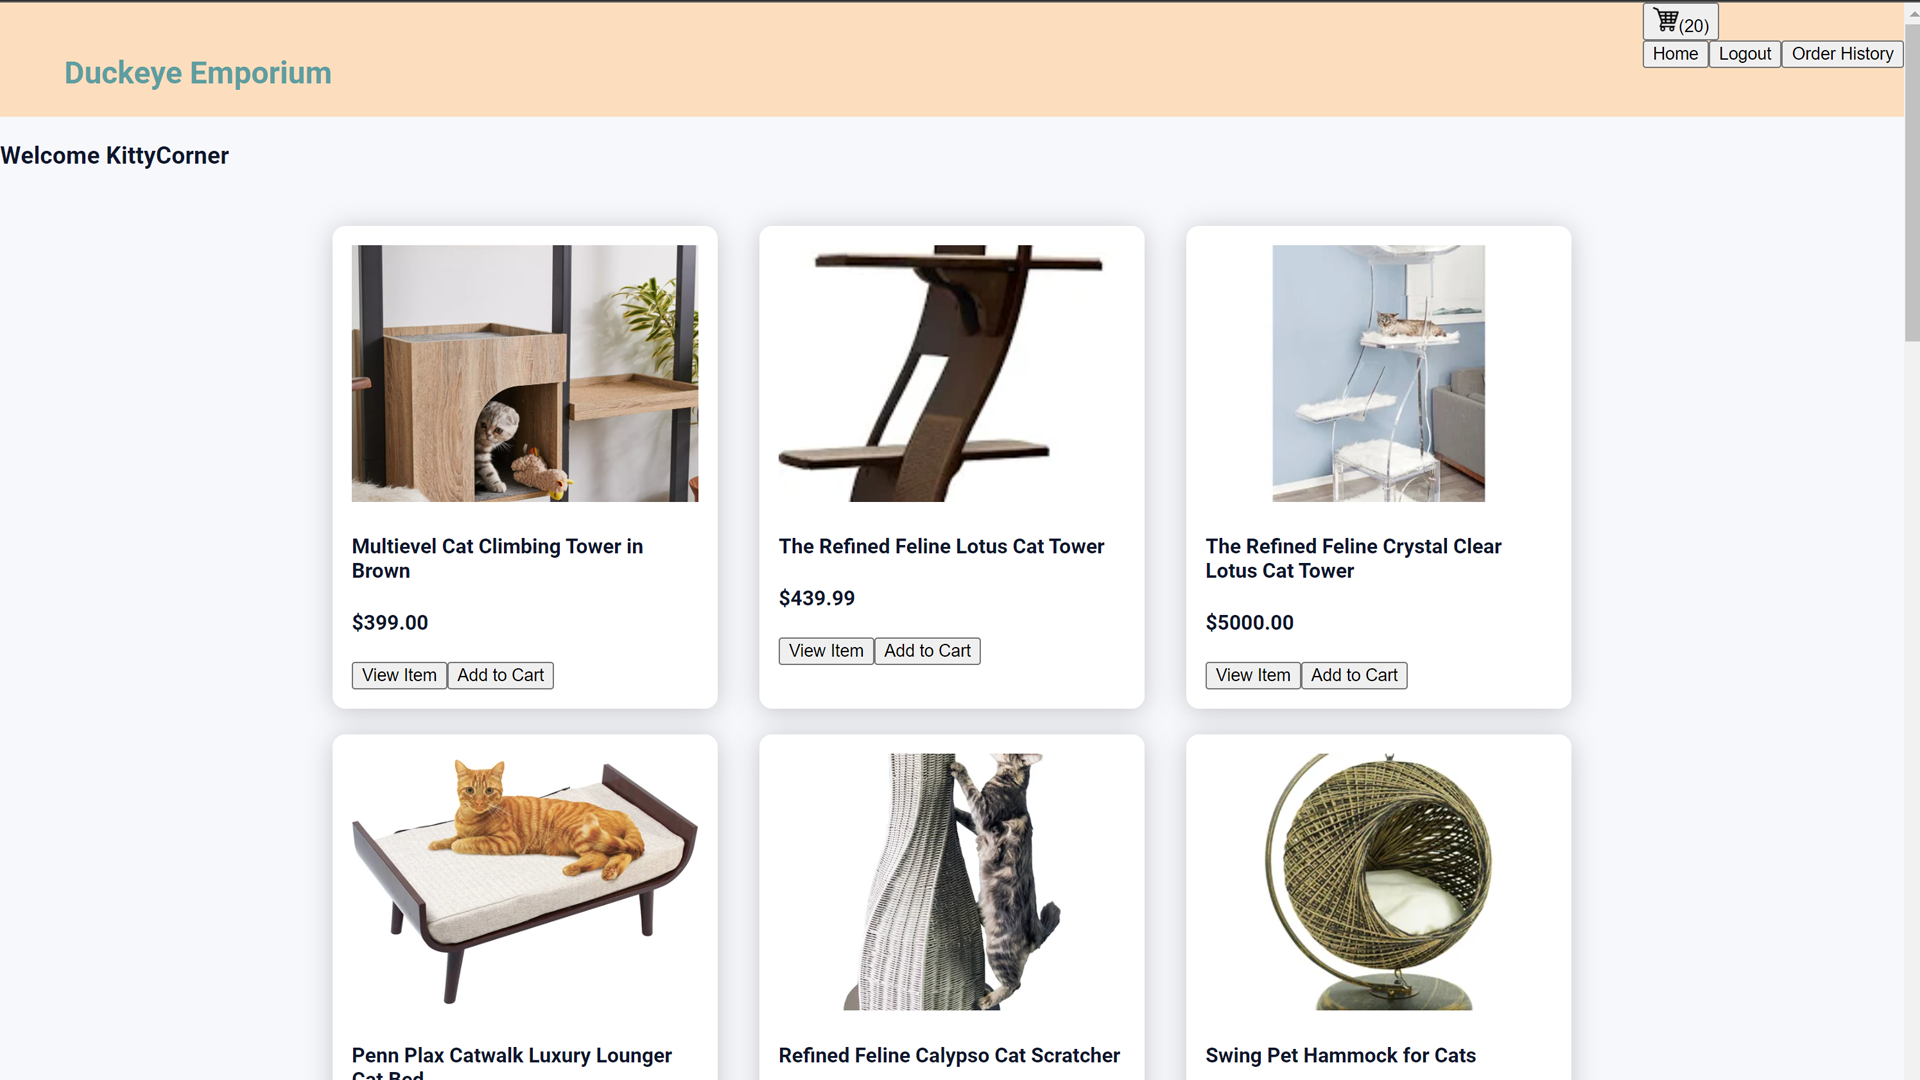 (20)
Home Logout Order History
Duckeye Emporium
Welcome KittyCorner
Multievel Cat Climbing Tower in
Brown
$399.00
View Item Add to Cart
The Refined Feline Lotus Cat Tower
$439.99
View Item Add to Cart
The Refined Feline Crystal Clear
Lotus Cat Tower
$5000.00
View Item Add to Cart
Penn Plax Catwalk Luxury Lounger
Cat Bed
Refined Feline Calypso Cat Scratcher
Swing Pet Hammock for Cats